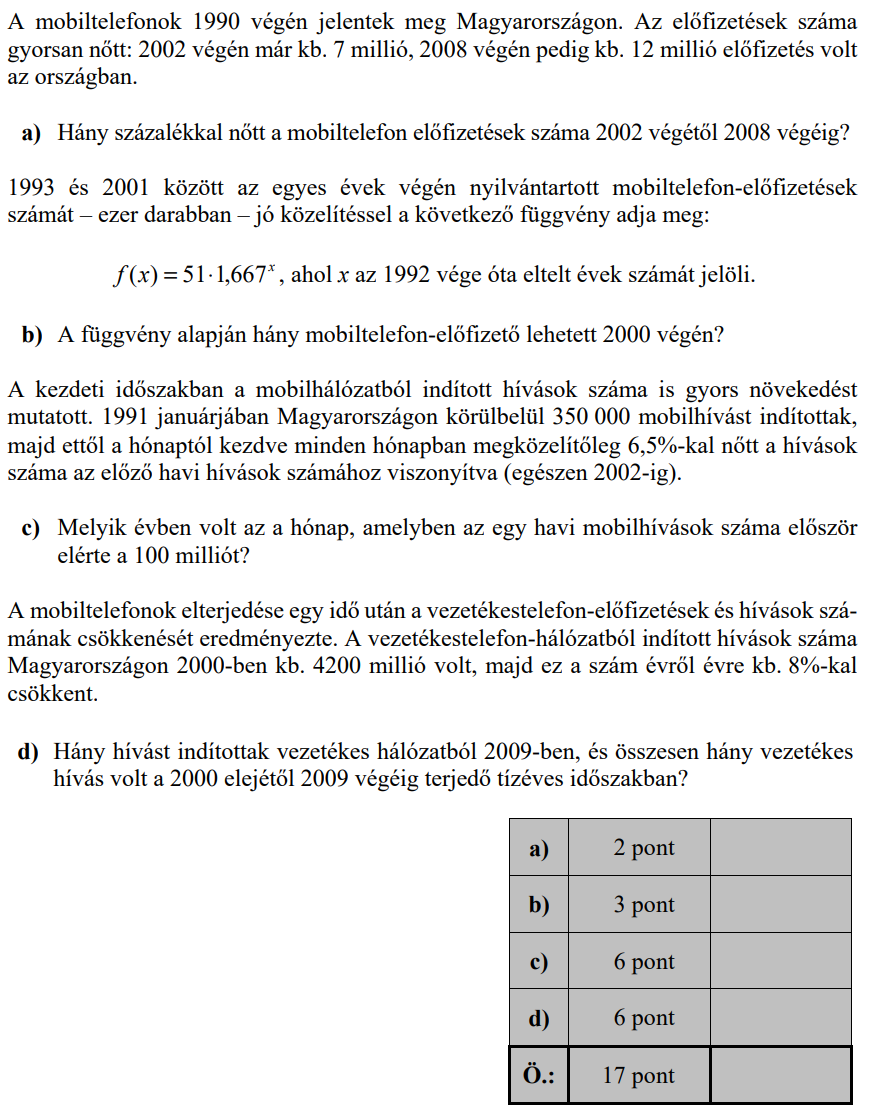 A mobiltelefonok 1990 végén jelentek meg Magyarországon. Az előfizetések száma
gyorsan nőtt: 2002 végén már kb. 7 millió, 2008 végén pedig kb. 12 millió előfizetés volt
az országban.
a) Hány százalékkal nőtt a mobiltelefon előfizetések száma 2002 végétől 2008 végéig?
1993 és 2001 között az egyes évek végén nyilvántartott mobiltelefon-előfizetések
számát – ezer darabban – jó közelítéssel a következő függvény adja meg:
f(x) = 51·1,667^x, ahol x az 1992 vége óta eltelt évek számát jelöli.
b) A függvény alapján hány mobiltelefon-előfizető lehetett 2000 végén?
A kezdeti időszakban a mobilhálózatból indított hívások száma is gyors növekedést
mutatott. 1991 januárjában Magyarországon körülbelül 350 000 mobilhívást indítottak,
majd ettől a hónaptól kezdve minden hónapban megközelítőleg 6,5%-kal nőtt a hívások
száma az előző havi hívások számához viszonyítva (egészen 2002-ig).
c) Melyik évben volt az a hónap, amelyben az egy havi mobilhívások száma először
elérte a 100 milliót?
A mobiltelefonok elterjedése egy idő után a vezetékestelefon-előfizetések és hívások szá-
mának csökkenését eredményezte. A vezetékestelefon-hálózatból indított hívások száma
Magyarországon 2000-ben kb. 4200 millió volt, majd ez a szám évről évre kb. 8%-kal
csökkent.
d) Hány hívást indítottak vezetékes hálózatból 2009-ben, és összesen hány vezetékes
hívás volt a 2000 elejétől 2009 végéig terjedő tízéves időszakban?
a) 2 pont
b) 3 pont
c) 6 pont
d) 6 pont
Ö.: 17 pont